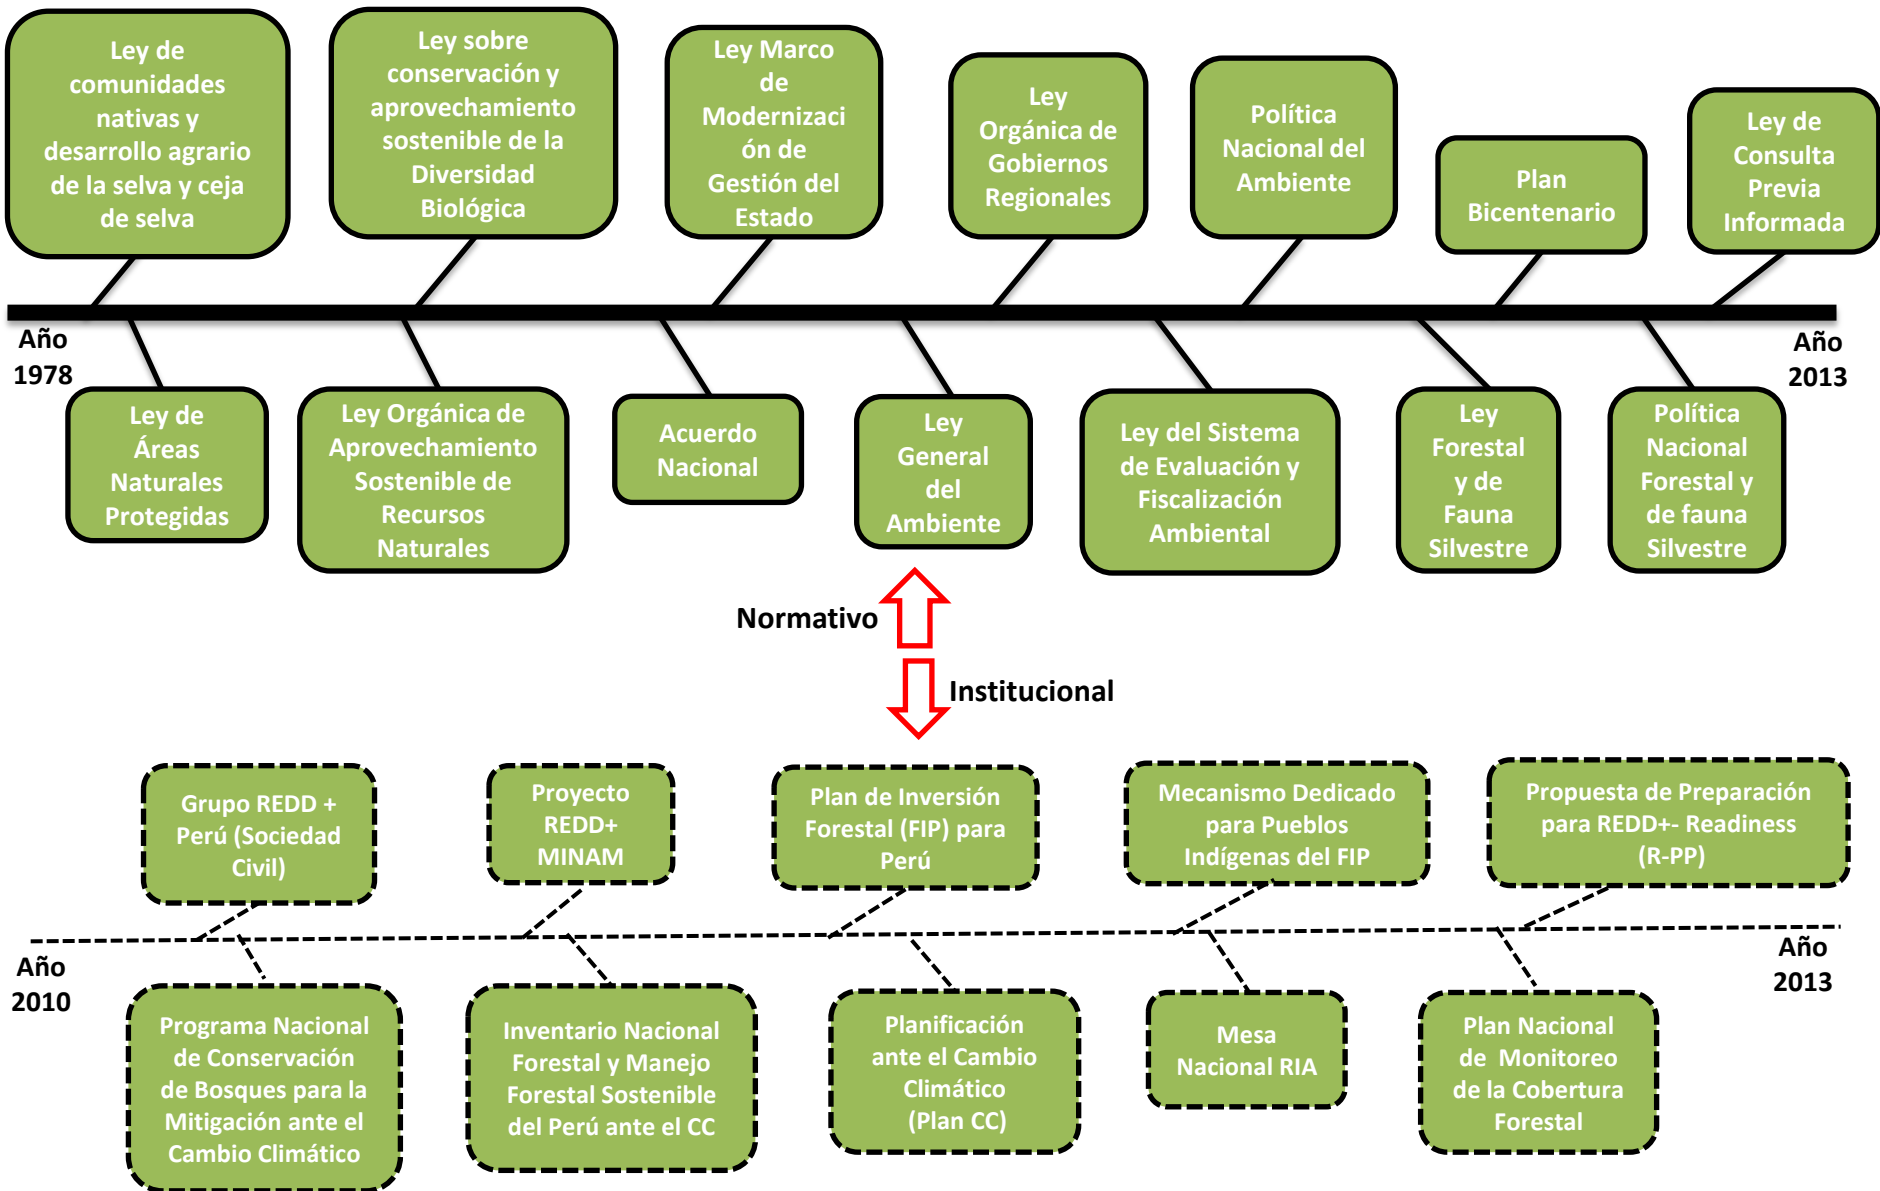 Ley de
comunidades
nativas y
desarrollo agrario
de la selva y ceja
de selva
Ley sobre
conservación y
aprovechamiento
sostenible de la
Diversidad
Biológica
Ley Marco
de
Modernizaci
ón de
Gestión del
Estado
Ley
Orgánica de
Gobiernos
Regionales
Política
Nacional del
Ambiente
Plan
Bicentenario
Ley de
Consulta
Previa
Informada
Año
1978
Año
2013
Ley de
Áreas
Naturales
Protegidas
Ley Orgánica de
Aprovechamiento
Sostenible de
Recursos
Naturales
Acuerdo
Nacional
Ley
General
del
Ambiente
Ley del Sistema
de Evaluación y
Fiscalización
Ambiental
Ley
Forestal
y de
Fauna
Silvestre
Política
Nacional
Forestal y
de fauna
Silvestre
Normativo
Institucional
Grupo REDD +
Perú (Sociedad
Civil)
Proyecto
REDD+
MINAM
Plan de Inversión
Forestal (FIP) para
Perú
Mecanismo Dedicado
para Pueblos
Indígenas del FIP
Propuesta de Preparación
para REDD+- Readiness
(R-PP)
Año
2010
Año
2013
Programa Nacional
de Conservación
de Bosques para la
Mitigación ante el
Cambio Climático
Inventario Nacional
Forestal y Manejo
Forestal Sostenible
del Perú ante el CC
Planificación
ante el Cambio
Climático
(Plan CC)
Mesa
Nacional RIA
Plan Nacional
de Monitoreo
de la Cobertura
Forestal